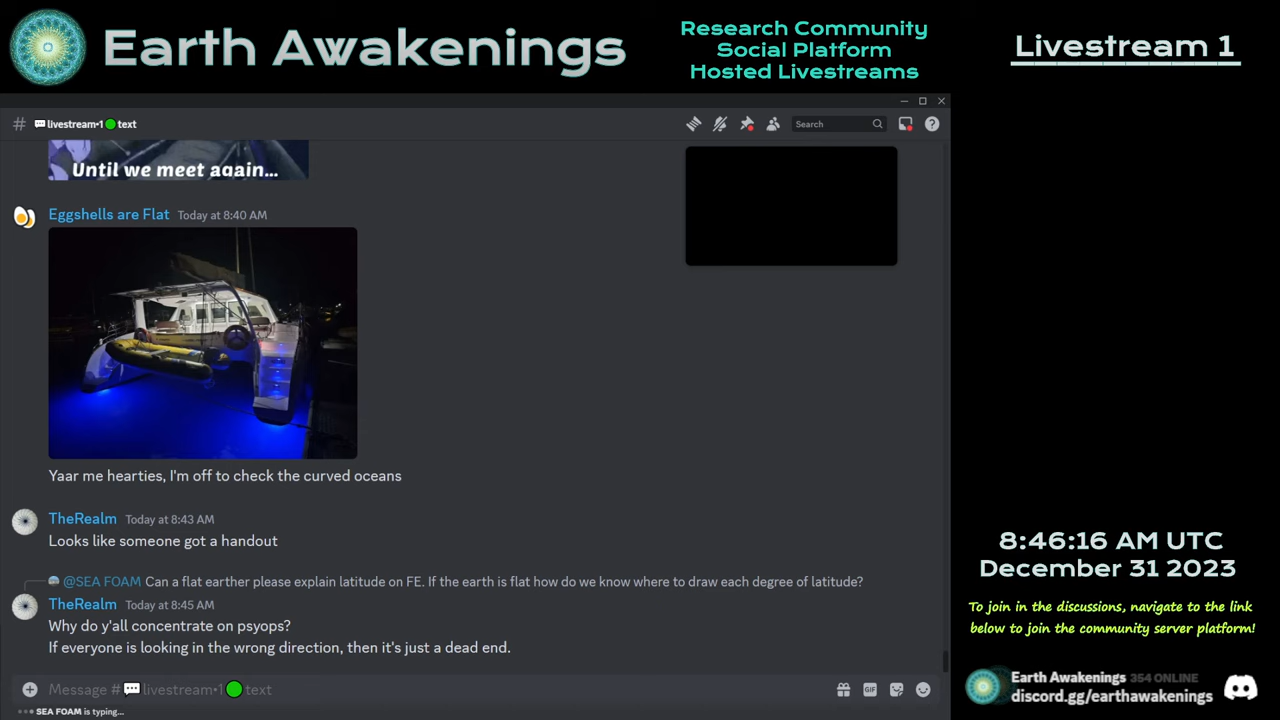 Earth Awakenings
Research Community
Social Platform
Hosted Livestreams
Livestream 1
# livestream•1 text
Search
Until we meet again...
Eggshells are Flat Today at 8:40 AM
Yaar me hearties, I'm off to check the curved oceans
TheRealm Today at 8:43 AM
Looks like someone got a handout
@SEA FOAM Can a flat earther please explain latitude on FE. If the earth is flat how do we know where to draw each degree of latitude?
TheRealm Today at 8:45 AM
Why do y'all concentrate on psyops?
If everyone is looking in the wrong direction, then it's just a dead end.
Message # livestream•1 text
GIF
SEA FOAM is typing...
8:46:16 AM UTC
December 31 2023
To join in the discussions, navigate to the link
below to join the community server platform!
Earth Awakenings 354 ONLINE
discord.gg/earthawakenings